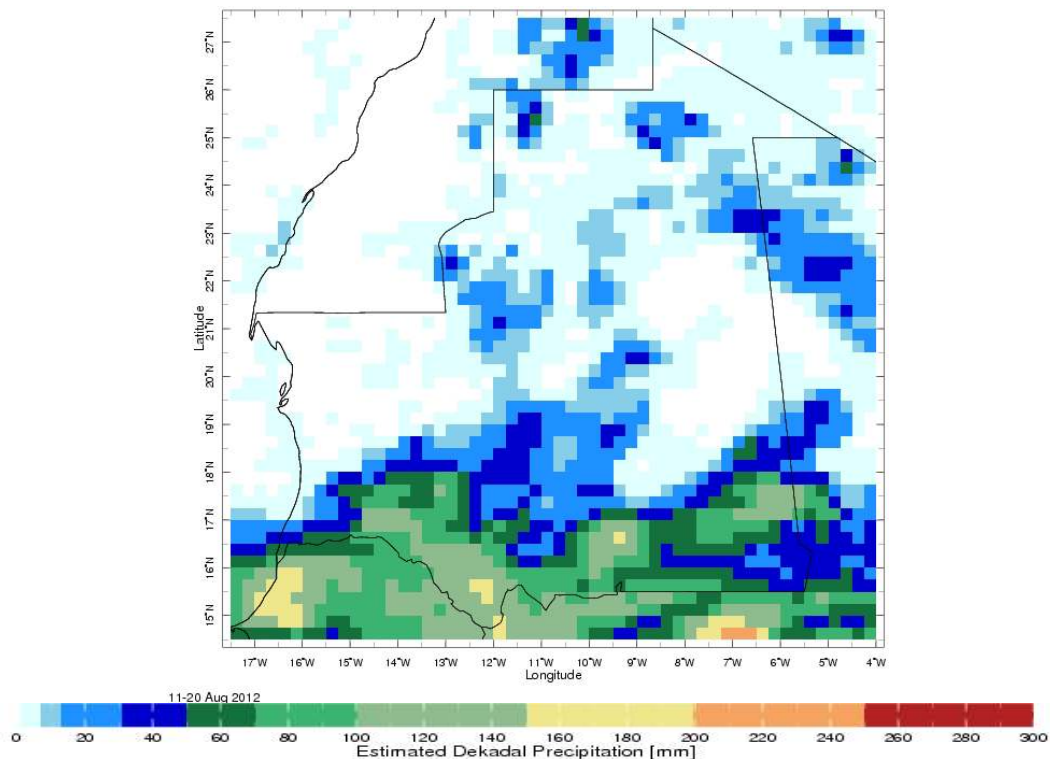 27°N
26°N
25°N
24°N
23°N
22°N
21°N
20°N
19°N
18°N
17°N
16°N
15°N
Latitude
17°W 16°W 15°W 14°W 13°W 12°W 11°W 10°W 9°W 8°W 7°W 6°W 5°W 4°W
Longitude
11-20 Aug 2012
0 20 40 60 80 100 120 140 160 180 200 220 240 260 280 300
Estimated Dekadal Precipitation [mm]